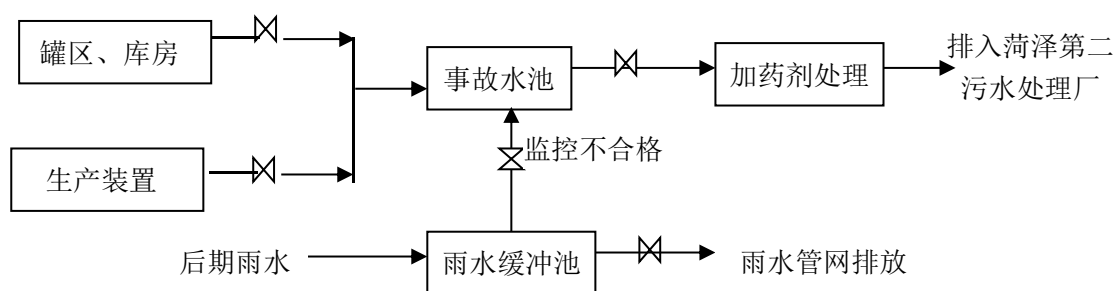 罐区、库房
事故水池
加药剂处理
排入菏泽第二
污水处理厂
监控不合格
生产装置
后期雨水
雨水缓冲池
雨水管网排放